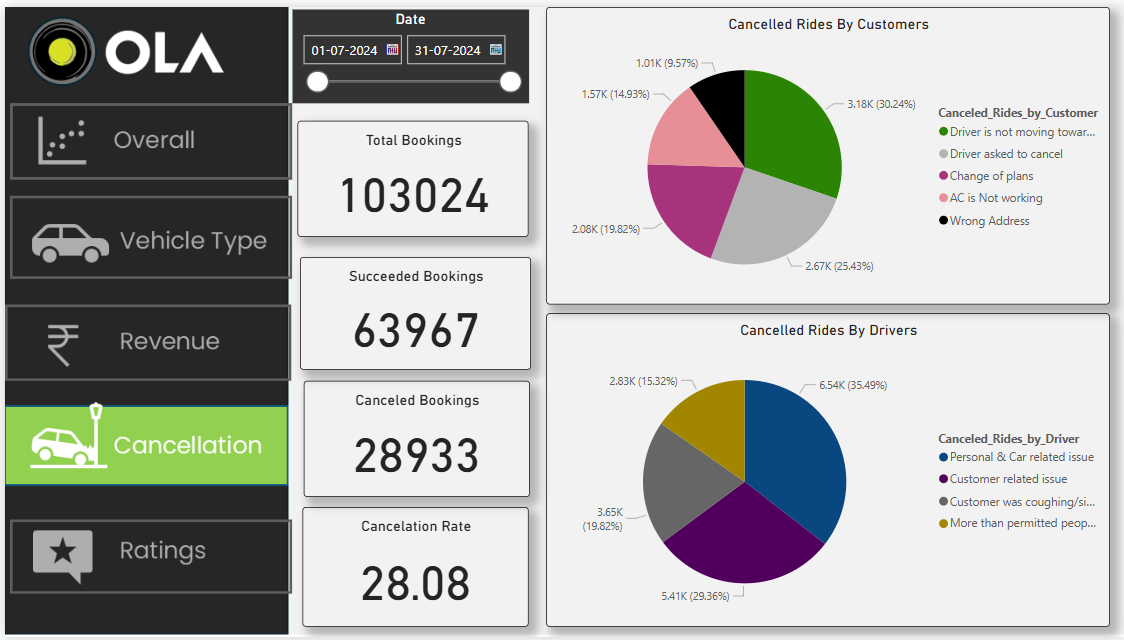 OLA
Overall
Vehicle Type
Revenue
Cancellation
Ratings
Date
01-07-2024
31-07-2024
Total Bookings
103024
Succeeded Bookings
63967
Canceled Bookings
28933
Cancelation Rate
28.08
Cancelled Rides By Customers
1.01K (9.57%)
1.57K (14.93%)
3.18K (30.24%)
2.08K (19.82%)
2.67K (25.43%)
Canceled_Rides_by_Customer
Driver is not moving towar...
Driver asked to cancel
Change of plans
AC is Not working
Wrong Address
Cancelled Rides By Drivers
2.83K (15.32%)
6.54K (35.49%)
3.65K
(19.82%)
5.41K (29.36%)
Canceled_Rides_by_Driver
Personal & Car related issue
Customer related issue
Customer was coughing/si...
More than permitted peop...